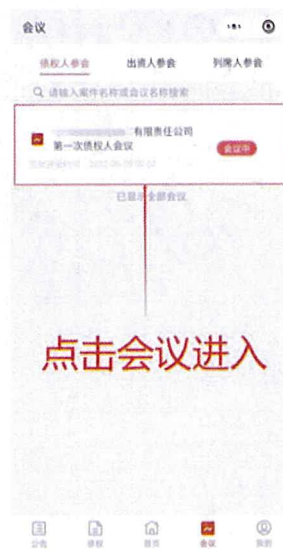 会议
债权人参会 出资人参会 列席人参会
请输入案件名称或会议名称搜索
有限责任公司
第一次债权人会议
会议中
已显示全部会议
点击会议进入
公告 债权 首页 会议 我的